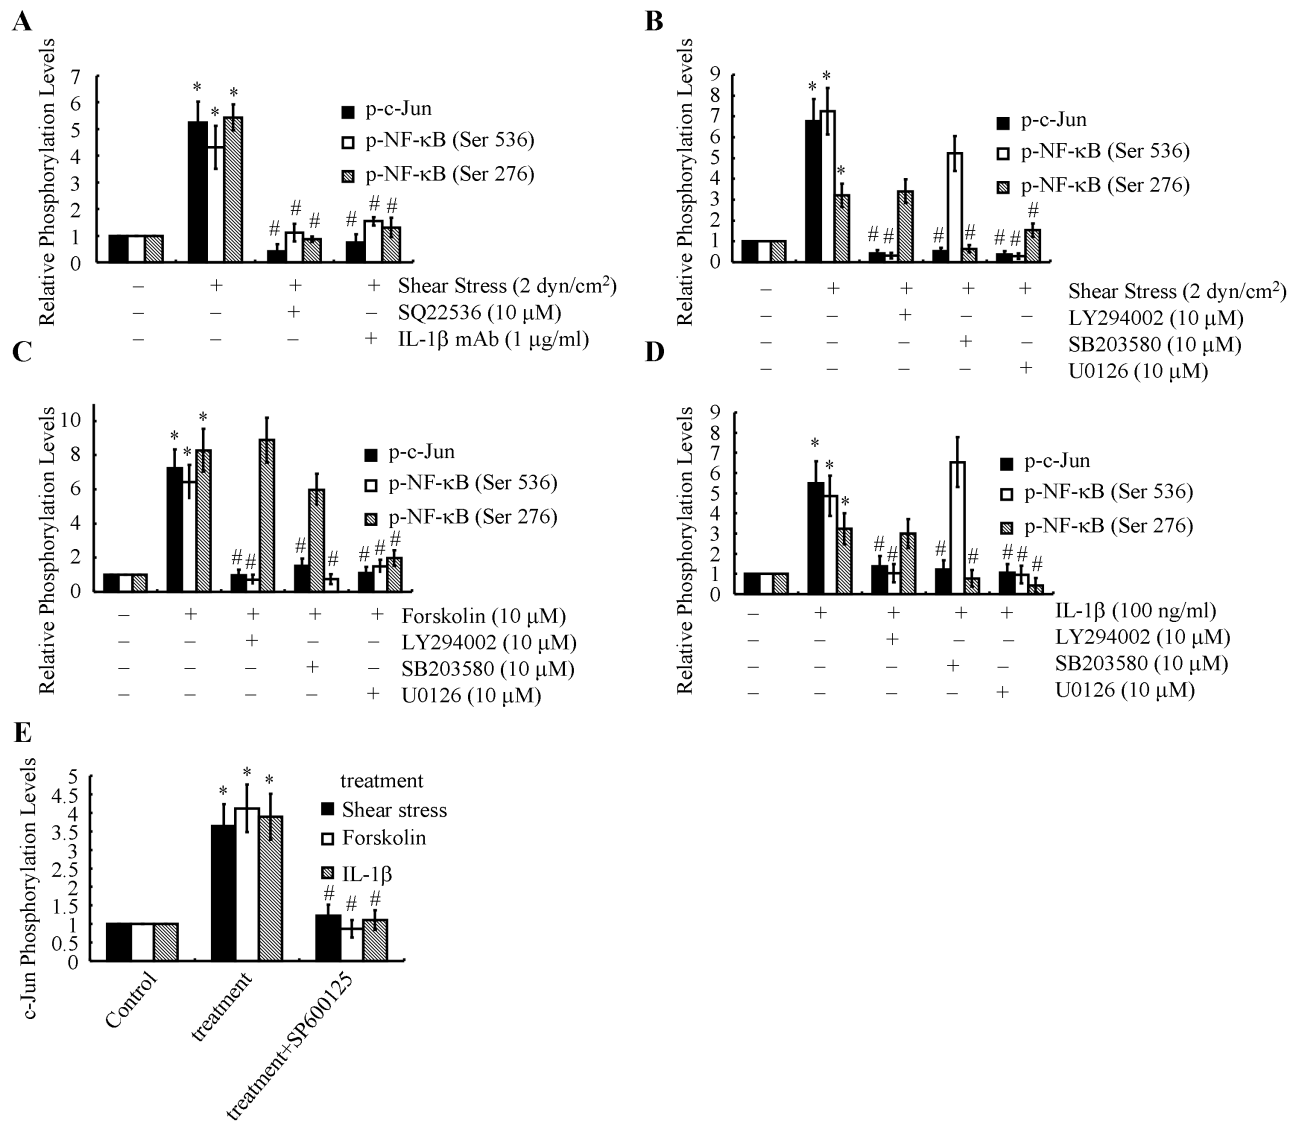 A
Relative Phosphorylation Levels
7
6
5
4
3
2
1
0
* * *
# # # # # #
p-c-Jun
p-NF-κB (Ser 536)
p-NF-κB (Ser 276)
– + + + Shear Stress (2 dyn/cm²)
– – + – SQ22536 (10 μM)
– – – + IL-1β mAb (1 μg/ml)
B
Relative Phosphorylation Levels
9
8
7
6
5
4
3
2
1
0
* * *
# # # # # # #
p-c-Jun
p-NF-κB (Ser 536)
p-NF-κB (Ser 276)
– + + + + Shear Stress (2 dyn/cm²)
– – + – – LY294002 (10 μM)
– – – + – SB203580 (10 μM)
– – – – + U0126 (10 μM)
C
Relative Phosphorylation Levels
10
8
6
4
2
0
* * *
# # # # # # #
p-c-Jun
p-NF-κB (Ser 536)
p-NF-κB (Ser 276)
– + + + + Forskolin (10 μM)
– – + – – LY294002 (10 μM)
– – – + – SB203580 (10 μM)
– – – – + U0126 (10 μM)
D
Relative Phosphorylation Levels
9
8
7
6
5
4
3
2
1
0
* * *
# # # # # # #
p-c-Jun
p-NF-κB (Ser 536)
p-NF-κB (Ser 276)
– + + + + IL-1β (100 ng/ml)
– – + – – LY294002 (10 μM)
– – – + – SB203580 (10 μM)
– – – – + U0126 (10 μM)
E
c-Jun Phosphorylation Levels
5
4.5
4
3.5
3
2.5
2
1.5
1
0.5
0
* * *
# # #
treatment
Shear stress
Forskolin
IL-1β
Control
treatment
treatment+SP600125